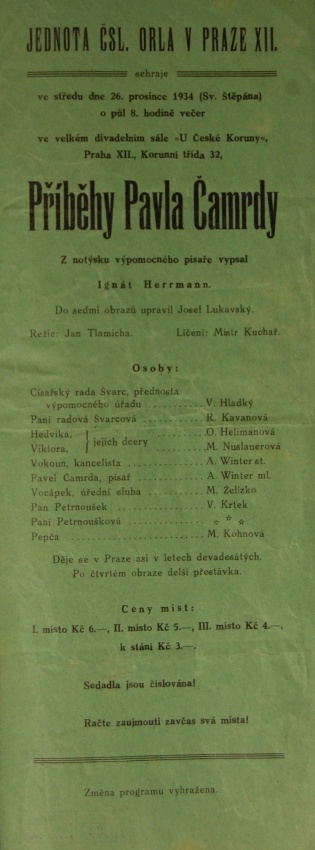 JEDNOTA ČSL. ORLA V PRAZE XII.
sehraje
ve středu dne 26. prosince 1934 (Sv. Štěpána)
o půl 8. hodině večer
ve velkém divadelním sále »U České Koruny«,
Praha XII., Korunní třída 32,
Příběhy Pavla Čamrdy
Z notýsku výpomocného písaře vypsal
Ignát Herrmann.
Do sedmi obrazů upravil Josef Lukavský.
Režie: Jan Tlamicha. Líčení: Mistr Kuchař.
Osoby:
Císařský rada Švarc, přednosta
výpomocného úřadu . . . . . . . . . . V. Hladký
Paní radová Švarcová . . . . . . . . . . R. Kavanová
Hedvika, } jejich dcery . . . . . . . . . . O. Hellmanová
Viktora, M. Nuslauerová
Vokoun, kancelista . . . . . . . . . . A. Winter st.
Pavel Čamrda, písař . . . . . . . . . . A. Winter ml.
Vocásek, úřední sluha . . . . . . . . . . M. Želízko
Pan Petrnoušek . . . . . . . . . . V. Krtek
Paní Petrnoušková . . . . . . . . . . * * *
Pepča . . . . . . . . . . M. Kohnová
Děje se v Praze asi v letech devadesátých.
Po čtvrtém obraze delší přestávka.
Ceny míst:
I. místo Kč 6.—, II. místo Kč 5.—, III. místo Kč 4.—,
k stání Kč 3.—.
Sedadla jsou číslována!
Račte zaujmouti zavčas svá místa!
Změna programu vyhražena.